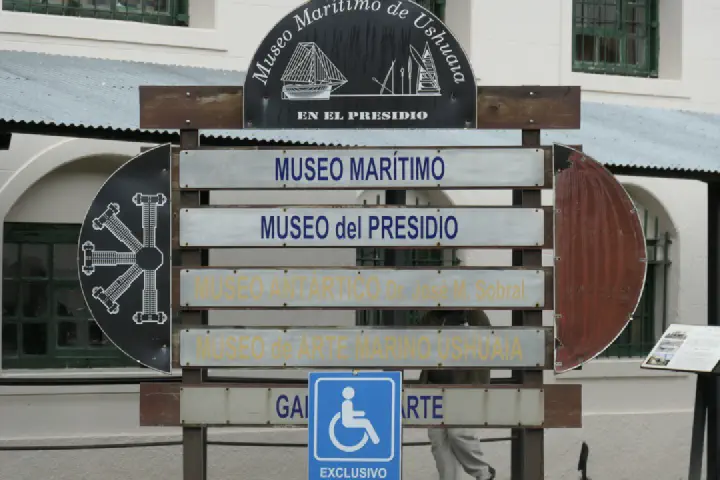 Museo Marítimo de Ushuaia
EN EL PRESIDIO
MUSEO MARÍTIMO
MUSEO del PRESIDIO
MUSEO ANTÁRTICO Dr. José M. Sobral
MUSEO de ARTE MARINO USHUAIA
GA ARTE
EXCLUSIVO